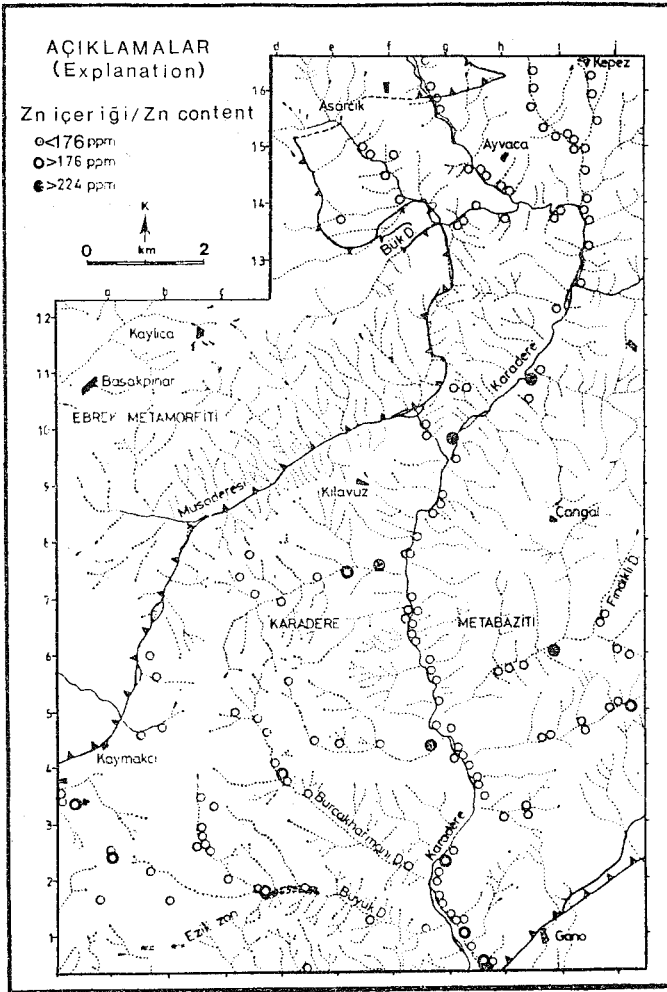 AÇIKLAMALAR
(Explanation)
Zn içeriği/Zn content
<176 ppm
>176 ppm
>224 ppm
K
0 2
km
d e f g h i j
a b c
16
15
14
13
12
11
10
9
8
7
6
5
4
3
2
1
Kepez
Asarcık
Ayvaca
Bük D.
Kaylıca
Başakpınar
EBREK METAMORFİTİ
Karadere
Musaderesi
Kılavuz
Cangal
KARADERE METABAZİTİ
Fındıklı D.
Kaymakcı
Burcakharmanı D.
Karadere
Büyük D.
Ezik zon
Gano